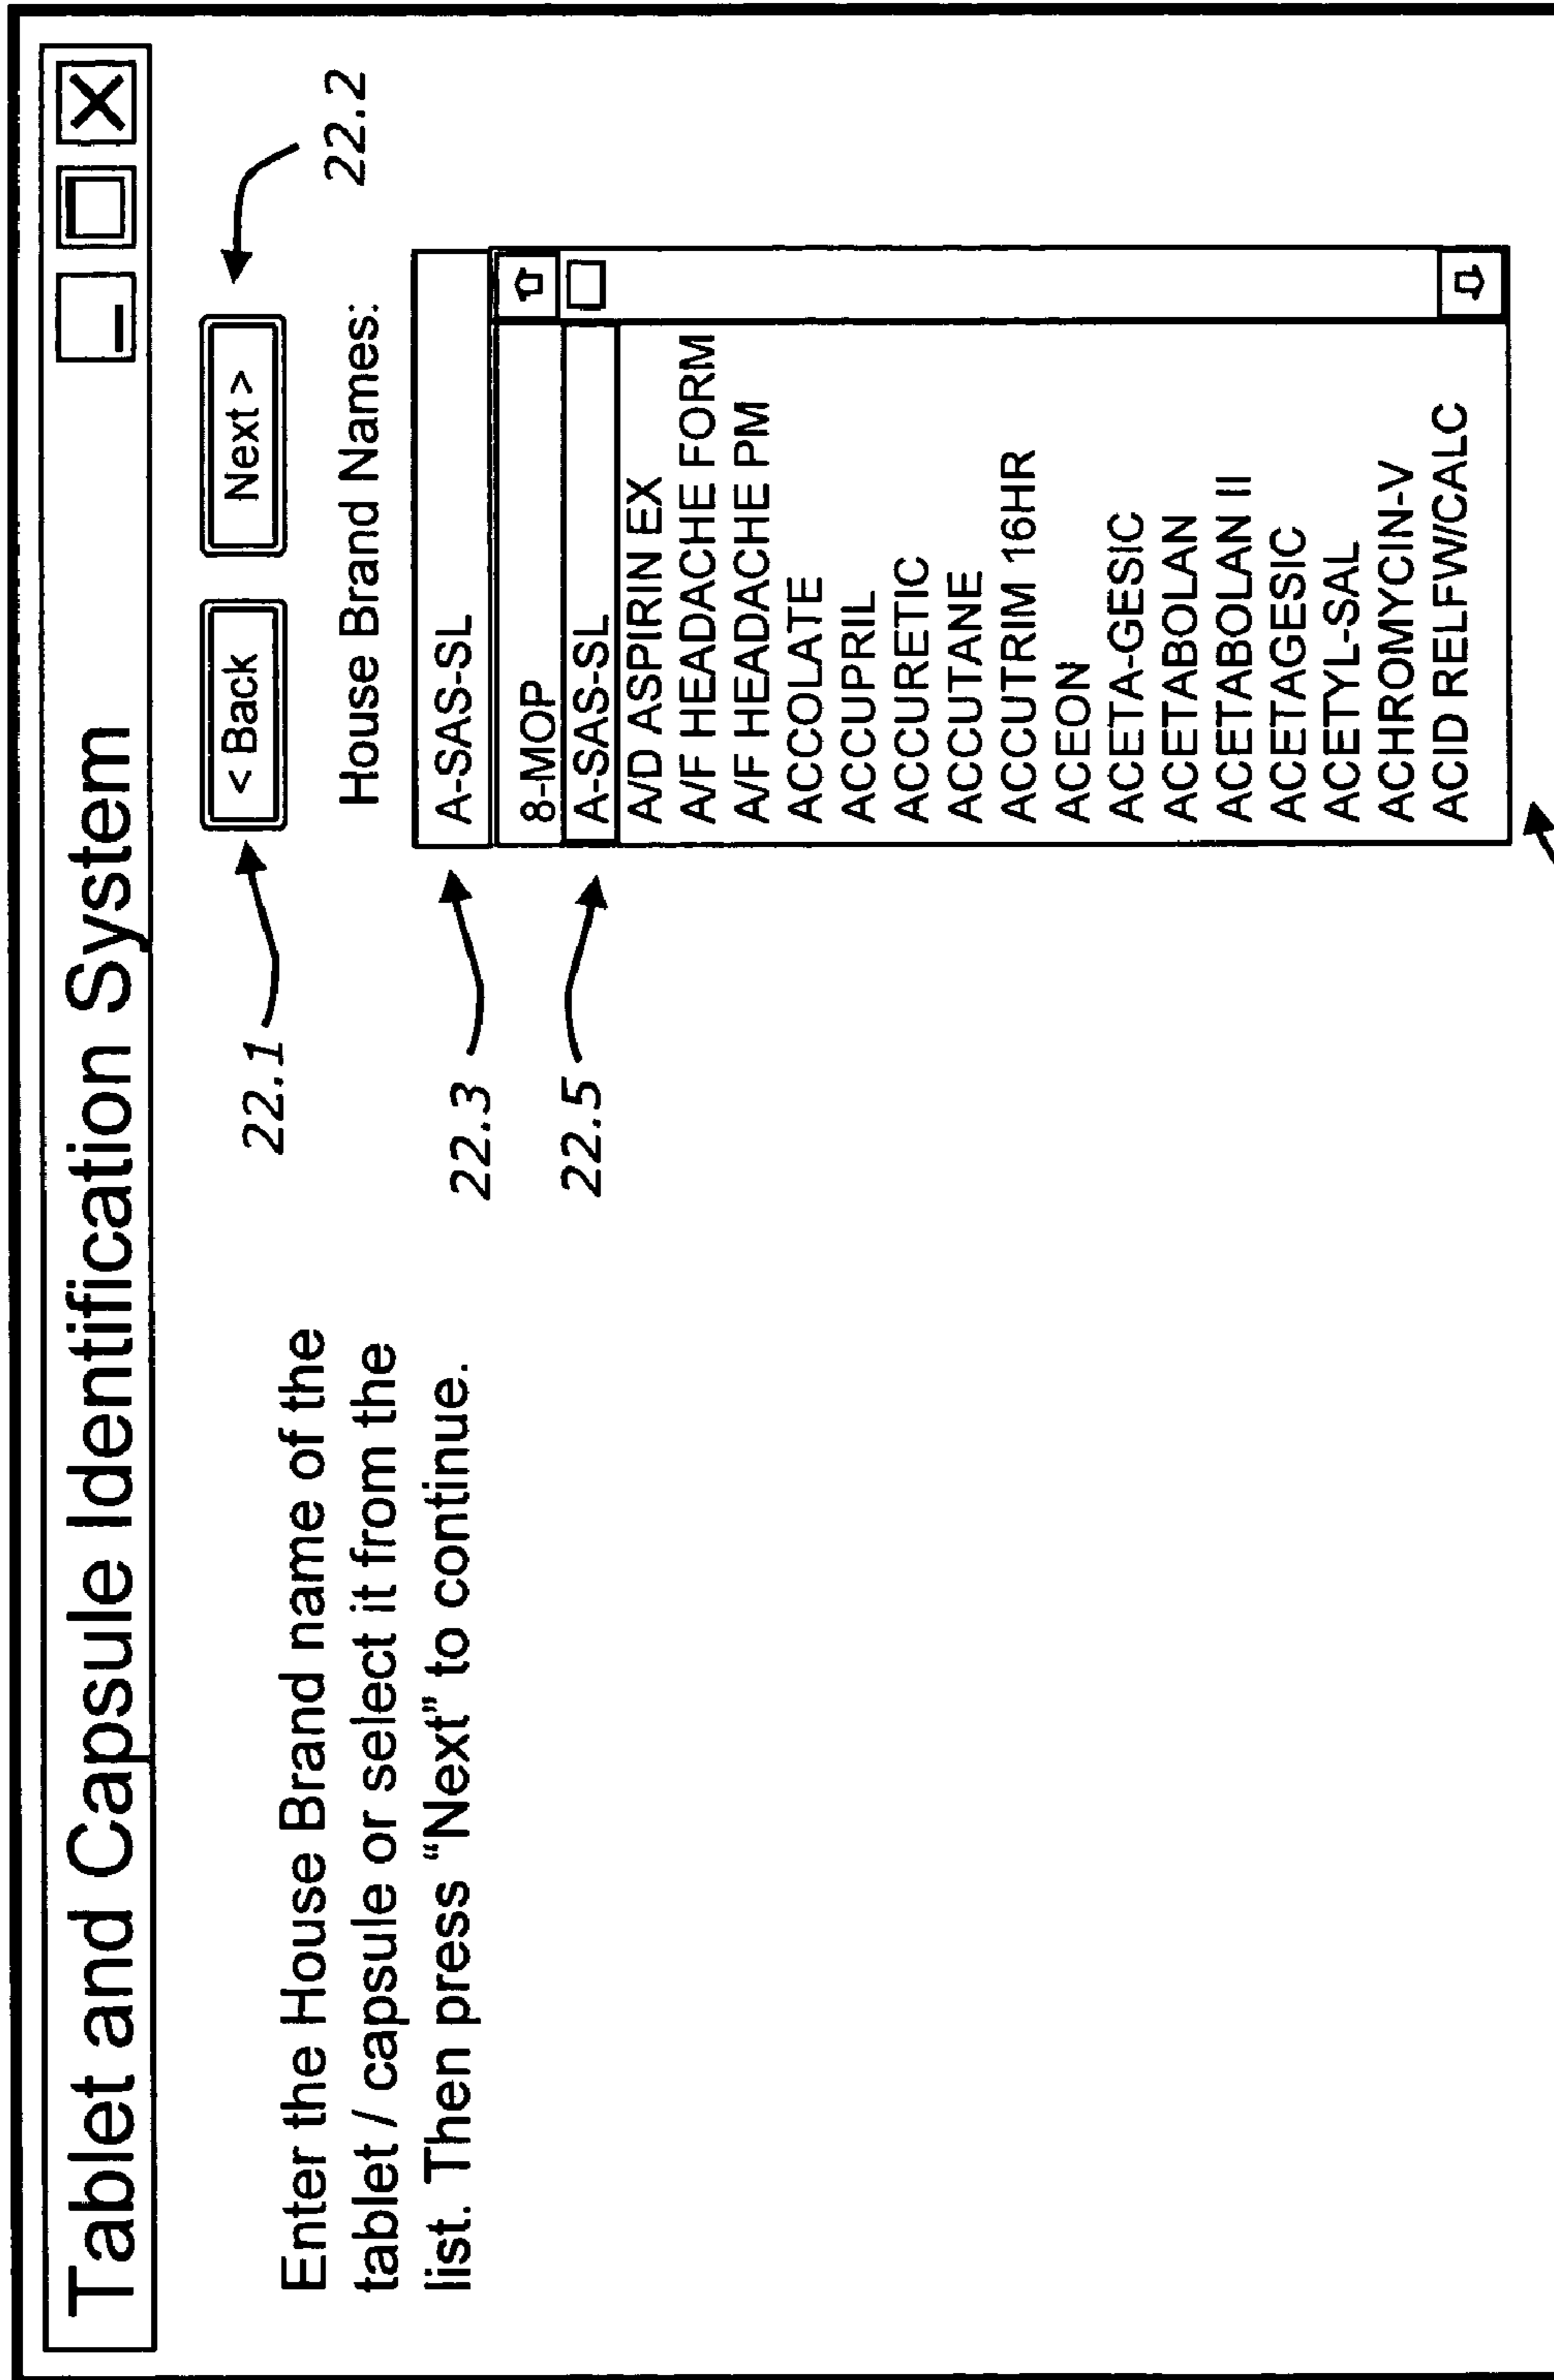 Tablet and Capsule Identification System
Enter the House Brand name of the
tablet / capsule or select it from the
list. Then press “Next” to continue.
22.1
< Back
Next >
22.2
House Brand Names:
22.3
A-SAS-SL
8-MOP
22.5
A-SAS-SL
A/D ASPIRIN EX
A/F HEADACHE FORM
A/F HEADACHE PM
ACCOLATE
ACCUPRIL
ACCURETIC
ACCUTANE
ACCUTRIM 16HR
ACEON
ACETA-GESIC
ACETABOLAN
ACETABOLAN II
ACETAGESIC
ACETYL-SAL
ACHROMYCIN-V
ACID RELFW/CALC